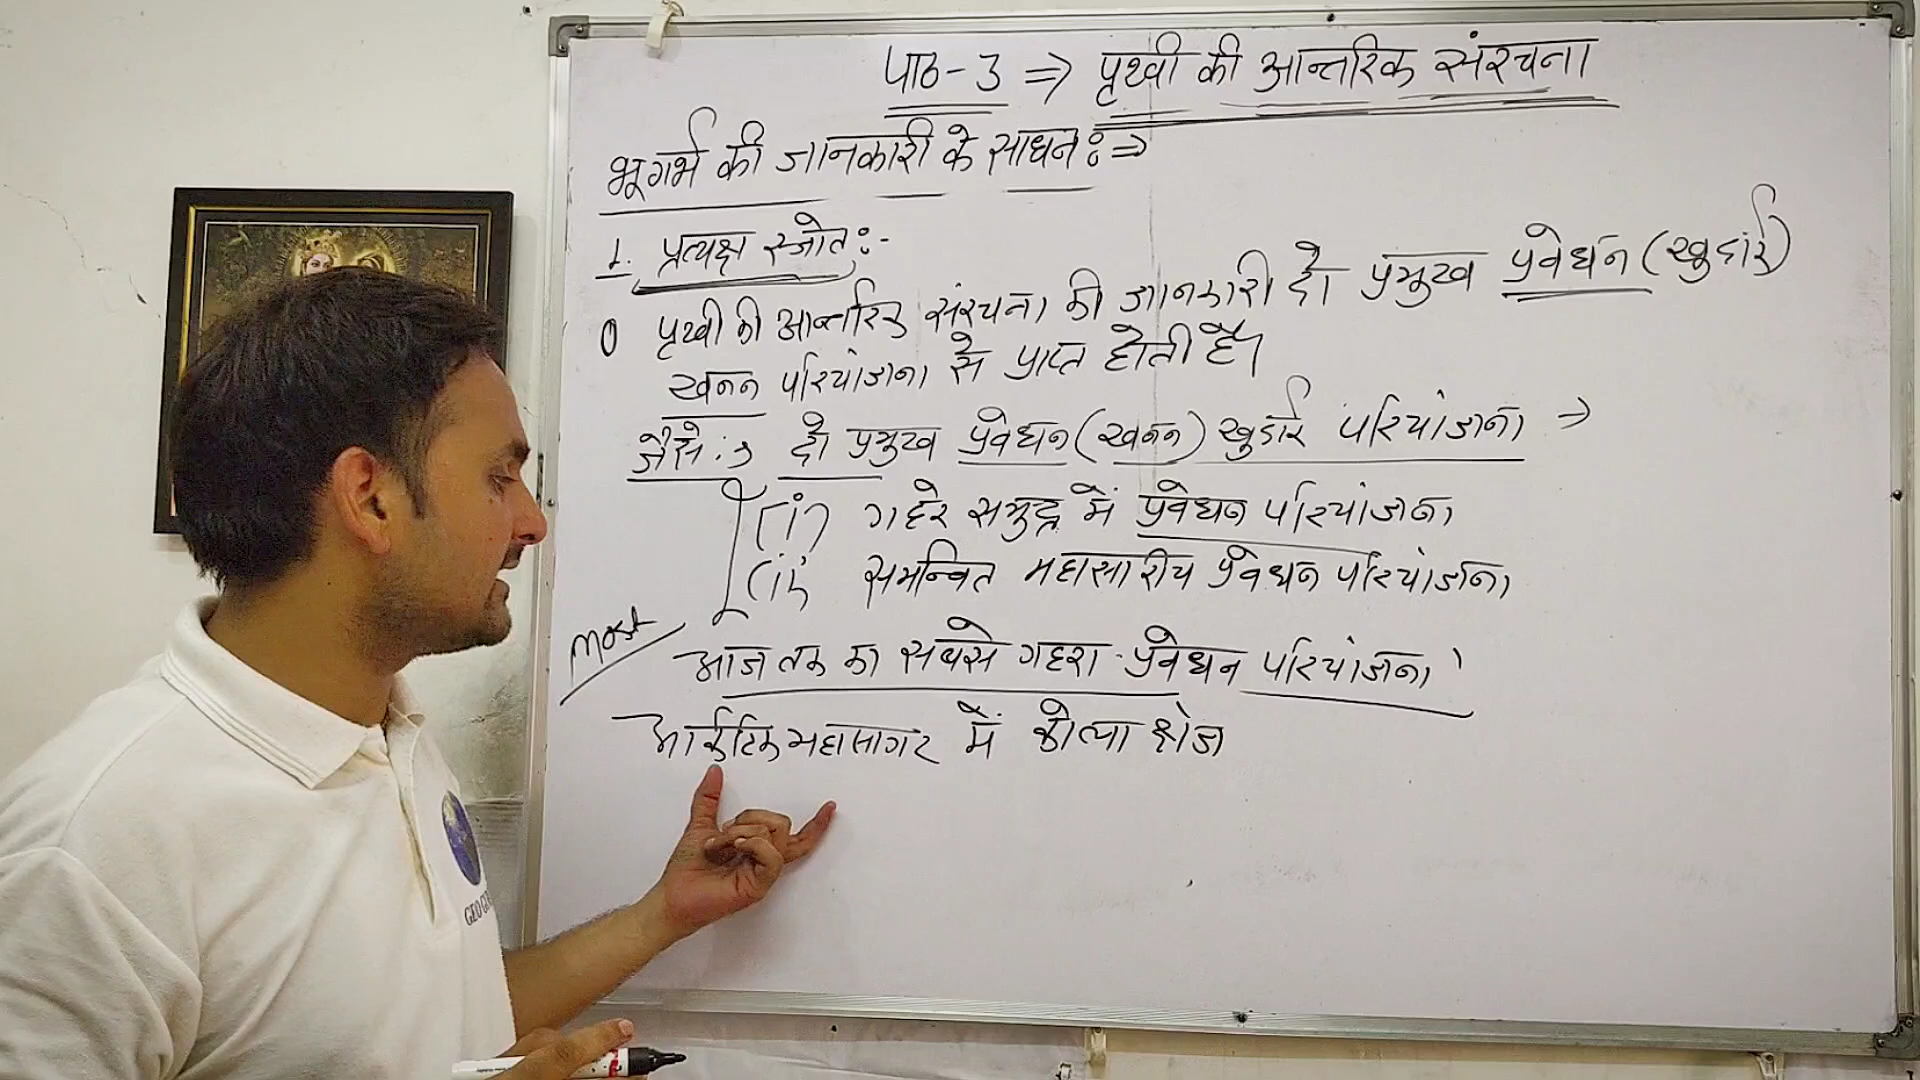 पाठ-3 ⇒ पृथ्वी की आन्तरिक संरचना
भूगर्भ की जानकारी के साधन :⇒
1. प्रत्यक्ष स्त्रोत :-
पृथ्वी की आन्तरिक संरचना की जानकारी दो प्रमुख प्रवेधन (खुदाई)
खनन परियोजना से प्राप्त होती है।
जैसे :→ दो प्रमुख प्रवेधन (खनन) खुदाई परियोजना ⇒
(i) गहरे समुद्र में प्रवेधन परियोजना
(ii) समन्वित महासागरीय प्रवेधन परियोजना
Most आज तक का सबसे गहरा प्रवेधन परियोजना
आर्कटिक महासागर में कोला क्षेत्र